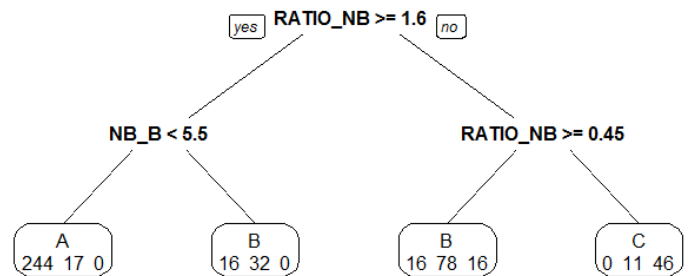 yes RATIO_NB >= 1.6 no
NB_B < 5.5 RATIO_NB >= 0.45
A B B C
244 17 0 16 32 0 16 78 16 0 11 46